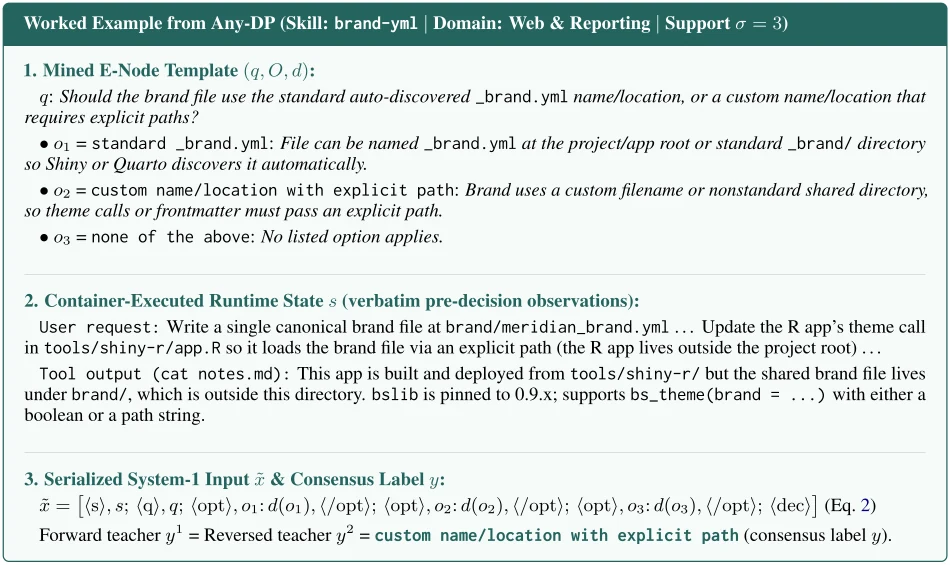 Worked Example from Any-DP (Skill: brand-yml | Domain: Web & Reporting | Support σ = 3)
1. Mined E-Node Template (q, O, d):
q: Should the brand file use the standard auto-discovered _brand.yml name/location, or a custom name/location that
requires explicit paths?
• o₁ = standard _brand.yml: File can be named _brand.yml at the project/app root or standard _brand/ directory
so Shiny or Quarto discovers it automatically.
• o₂ = custom name/location with explicit path: Brand uses a custom filename or nonstandard shared directory,
so theme calls or frontmatter must pass an explicit path.
• o₃ = none of the above: No listed option applies.
2. Container-Executed Runtime State s (verbatim pre-decision observations):
User request: Write a single canonical brand file at brand/meridian_brand.yml ... Update the R app's theme call
in tools/shiny-r/app.R so it loads the brand file via an explicit path (the R app lives outside the project root) ...
Tool output (cat notes.md): This app is built and deployed from tools/shiny-r/ but the shared brand file lives
under brand/, which is outside this directory. bslib is pinned to 0.9.x; supports bs_theme(brand = ...) with either a
boolean or a path string.
3. Serialized System-1 Input x̃ & Consensus Label y:
x̃ = [⟨s⟩, s; ⟨q⟩, q; ⟨opt⟩, o₁: d(o₁), ⟨/opt⟩; ⟨opt⟩, o₂: d(o₂), ⟨/opt⟩; ⟨opt⟩, o₃: d(o₃), ⟨/opt⟩; ⟨dec⟩] (Eq. 2)
Forward teacher y¹ = Reversed teacher y² = custom name/location with explicit path (consensus label y).